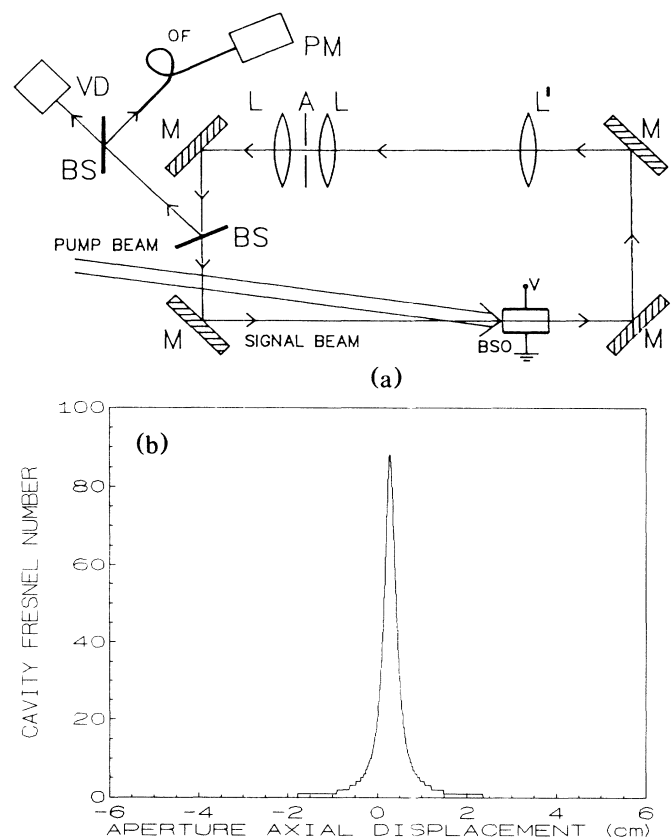 OF
PM
VD
L A L
L'
M
M
BS
BS
PUMP BEAM
V
M
SIGNAL BEAM
BSO
M
(a)
100
(b)
80
60
40
20
0
CAVITY FRESNEL NUMBER
-6 -4 -2 0 2 4 6
APERTURE AXIAL DISPLACEMENT (cm)